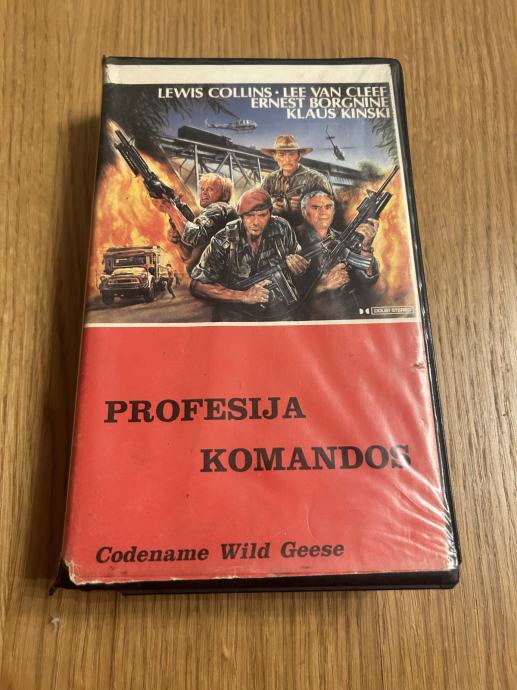 LEWIS COLLINS · LEE VAN CLEEF
ERNEST BORGNINE
KLAUS KINSKI
DOLBY STEREO
PROFESIJA
KOMANDOS
Codename Wild Geese